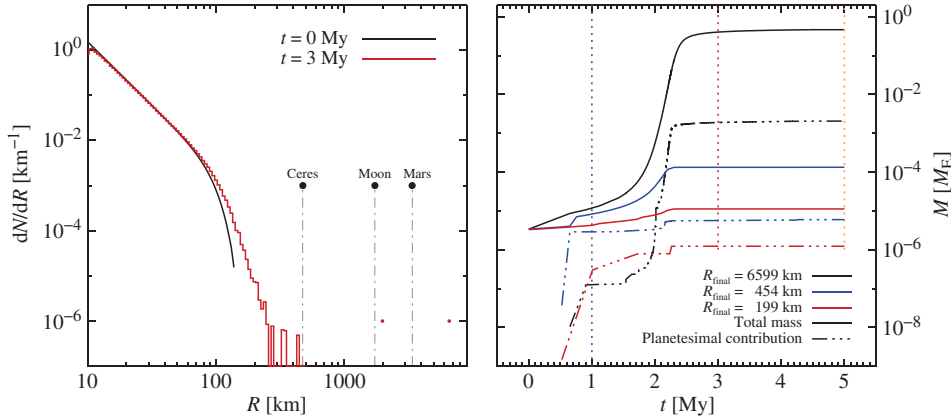 t = 0 My
t = 3 My
dN/dR [km⁻¹]
10⁰
10⁻²
10⁻⁴
10⁻⁶
Ceres
Moon
Mars
10
100
1000
R [km]
10⁰
10⁻²
10⁻⁴
10⁻⁶
10⁻⁸
M [M_E]
R_final = 6599 km
R_final = 454 km
R_final = 199 km
Total mass
Planetesimal contribution
0
1
2
3
4
5
t [My]